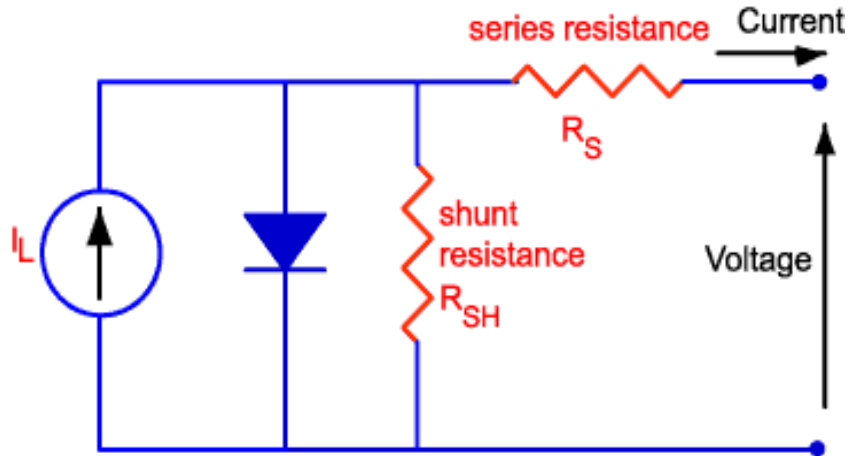 series resistance
Current
R_S
I_L
shunt
resistance
R_SH
Voltage